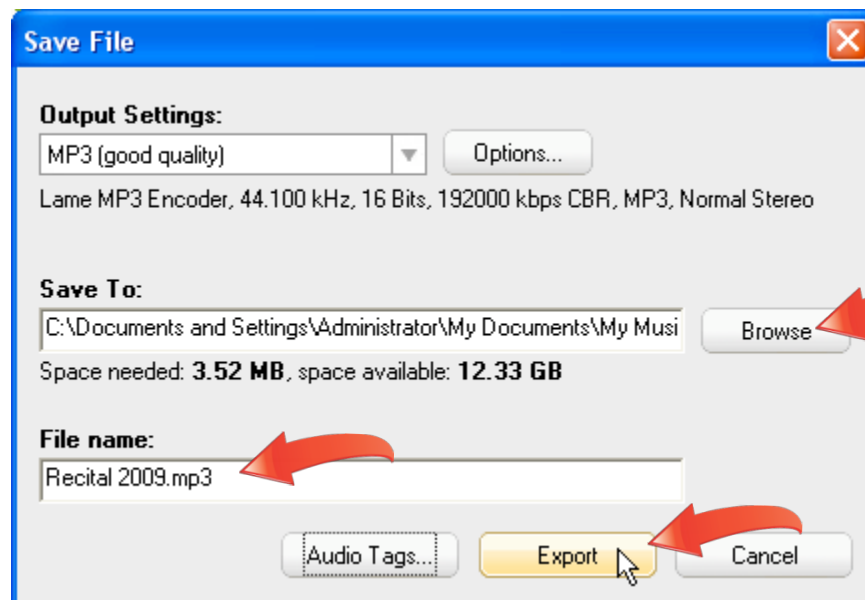 Save File
Output Settings:
MP3 (good quality)
Options...
Lame MP3 Encoder, 44.100 kHz, 16 Bits, 192000 kbps CBR, MP3, Normal Stereo
Save To:
C:\Documents and Settings\Administrator\My Documents\My Musi
Browse
Space needed: 3.52 MB, space available: 12.33 GB
File name:
Recital 2009.mp3
Audio Tags... Export Cancel